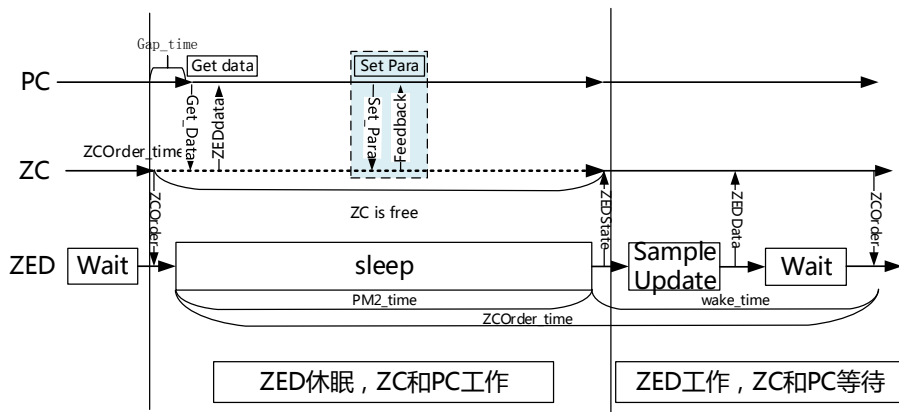 Gap_time
Get data
Set Para
PC
Get_Data
ZEDdata
Set_Para
Feedback
ZCOrder_time
ZC
ZC is free
ZCOrder
ZEDState
ZEDData
ZCOrder
ZED
Wait
sleep
Sample
Update
Wait
PM2_time
wake_time
ZCOrder_time
ZED休眠，ZC和PC工作
ZED工作，ZC和PC等待